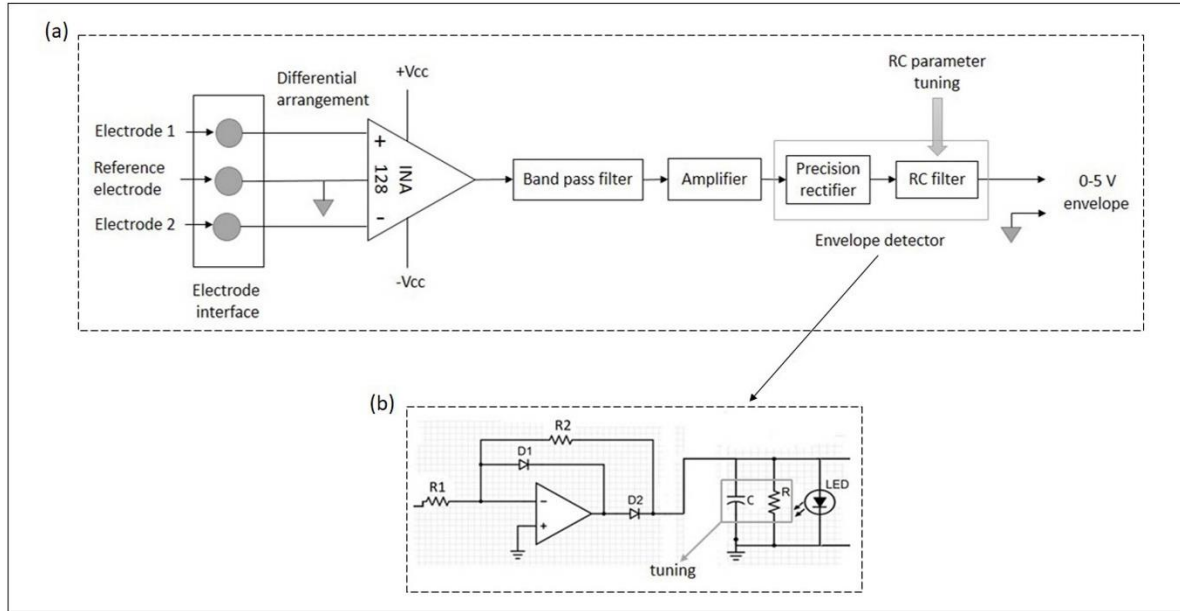 (a)
Differential
arrangement
+Vcc
RC parameter
tuning
Electrode 1
Reference
electrode
Electrode 2
+
INA
128
-
Band pass filter
Amplifier
Precision
rectifier
RC filter
0-5 V
envelope
-Vcc
Envelope detector
Electrode
interface
(b)
R2
D1
R1
-
+
D2
C
R
LED
tuning